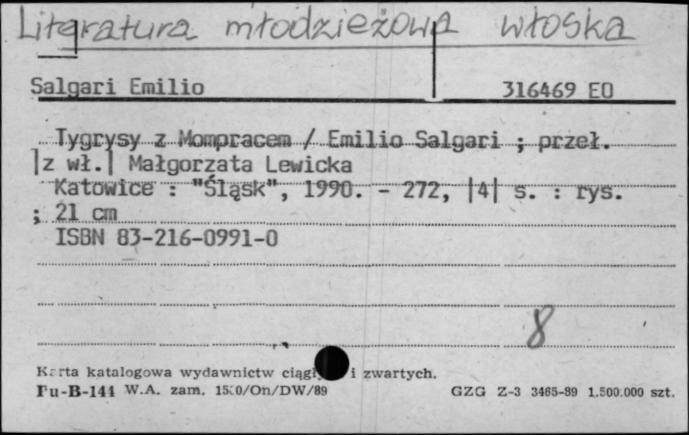 Literatura młodzieżowa włoska
Salgari Emilio 316469 EO
Tygrysy z Mompracem / Emilio Salgari ; przeł.
|z wł.| Małgorzata Lewicka
Katowice : "Śląsk", 1990. - 272, |4| s. : rys.
; 21 cm
ISBN 83-216-0991-0
8
Karta katalogowa wydawnictw i zwartych.
Pu-B-144 W.A. zam. /On/DW/89 GZG Z-3 3465-89 1.500.000 szt.